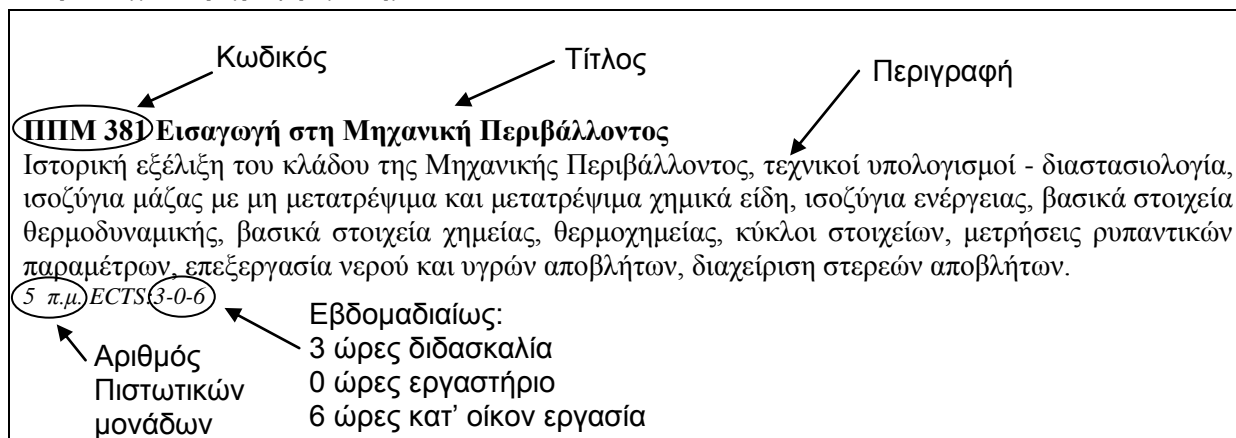 Κωδικός
Τίτλος
Περιγραφή
ΠΠΜ 381 Εισαγωγή στη Μηχανική Περιβάλλοντος
Ιστορική εξέλιξη του κλάδου της Μηχανικής Περιβάλλοντος, τεχνικοί υπολογισμοί - διαστασιολογία,
ισοζύγια μάζας με μη μετατρέψιμα και μετατρέψιμα χημικά είδη, ισοζύγια ενέργειας, βασικά στοιχεία
θερμοδυναμικής, βασικά στοιχεία χημείας, θερμοχημείας, κύκλοι στοιχείων, μετρήσεις ρυπαντικών
παραμέτρων, επεξεργασία νερού και υγρών αποβλήτων, διαχείριση στερεών αποβλήτων.
5 π.μ. ECTS:3-0-6
Αριθμός
Πιστωτικών
μονάδων
Εβδομαδιαίως:
3 ώρες διδασκαλία
0 ώρες εργαστήριο
6 ώρες κατ’ οίκον εργασία